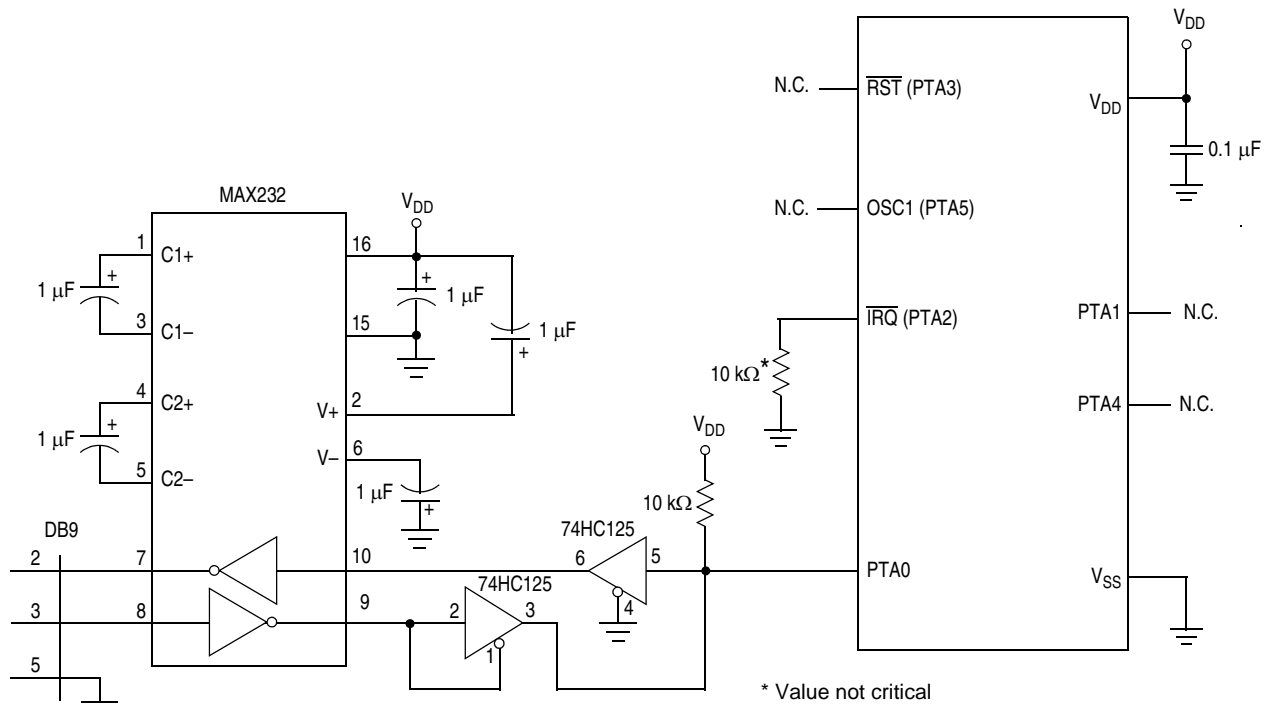 V_DD
N.C.
RST (PTA3)
V_DD
0.1 μF
MAX232
V_DD
N.C.
OSC1 (PTA5)
1
C1+
16
1 μF
+
+
1 μF
3
C1–
15
1 μF
+
IRQ (PTA2)
PTA1
N.C.
10 kΩ*
4
C2+
V+
2
PTA4
N.C.
1 μF
+
V_DD
6
V–
5
C2–
1 μF
+
10 kΩ
DB9
74HC125
2
7
10
6
5
PTA0
V_SS
74HC125
4
3
8
9
2
3
1
5
* Value not critical